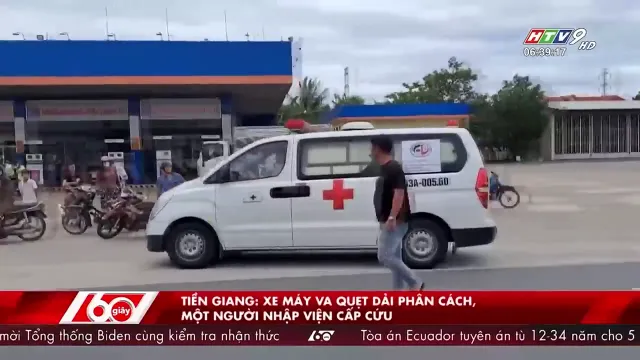 HTV9 HD
06:39:17
63A-005.60
60 giây
TIỀN GIANG: XE MÁY VA QUẸT DẢI PHÂN CÁCH,
MỘT NGƯỜI NHẬP VIỆN CẤP CỨU
mời Tổng thống Biden cùng kiểm tra nhận thức 60 Tòa án Ecuador tuyên án từ 12-34 năm cho 5